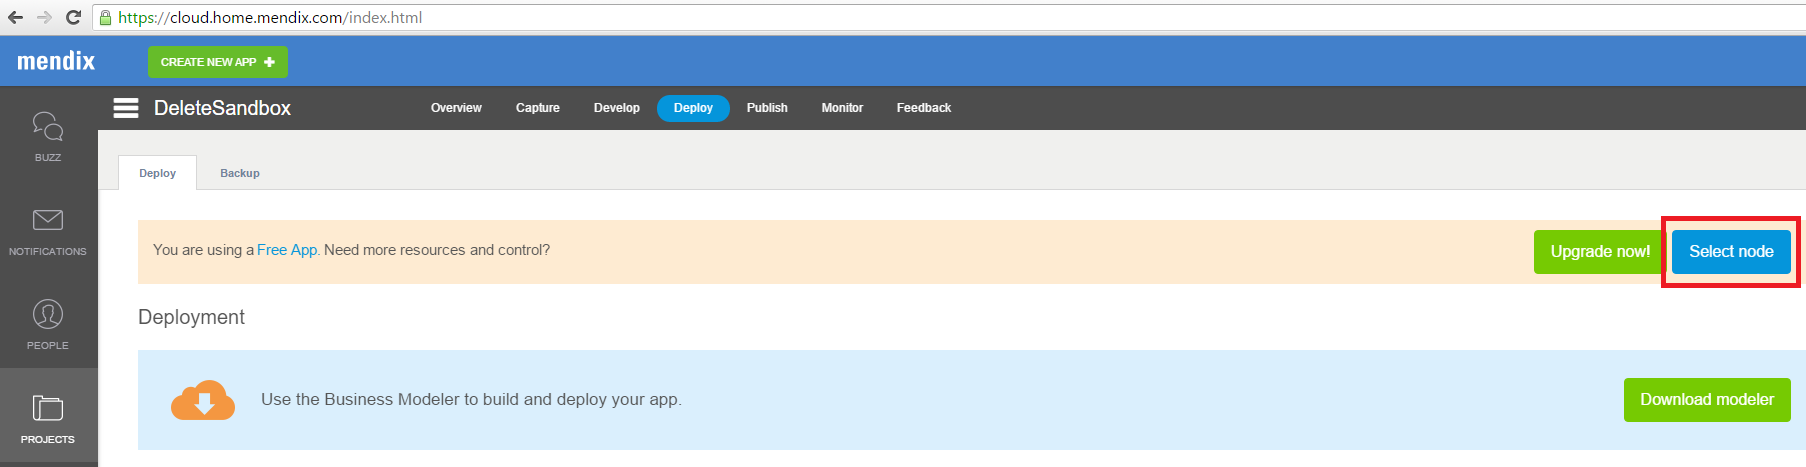 https://cloud.home.mendix.com/index.html
mendix
CREATE NEW APP
DeleteSandbox
Overview Capture Develop Deploy Publish Monitor Feedback
BUZZ
NOTIFICATIONS
PEOPLE
PROJECTS
Deploy Backup
You are using a Free App. Need more resources and control?
Upgrade now! Select node
Deployment
Use the Business Modeler to build and deploy your app.
Download modeler